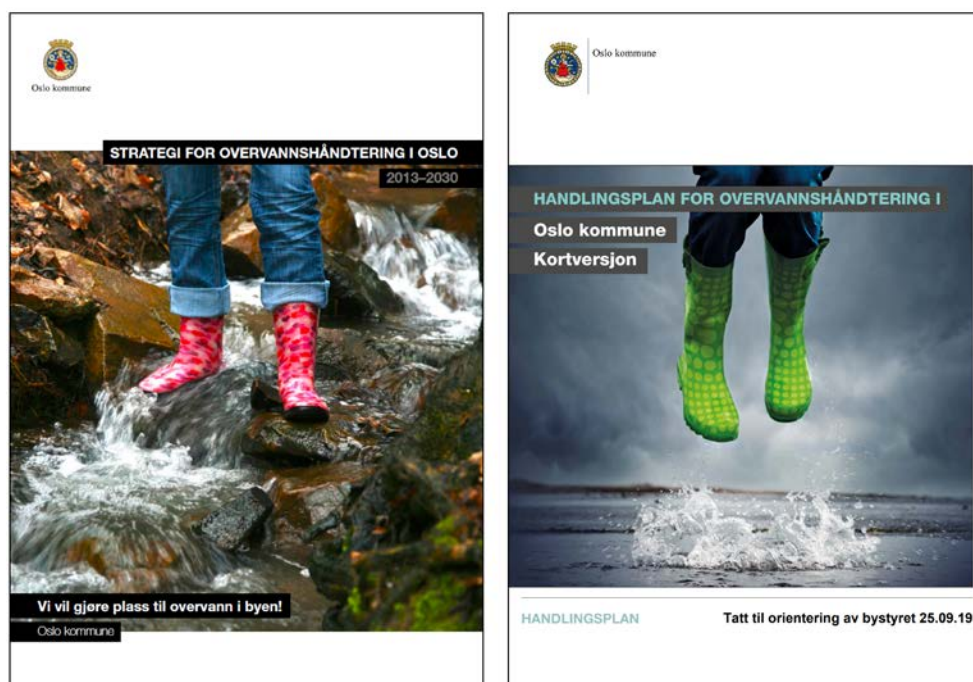 Oslo kommune
STRATEGI FOR OVERVANNSHÅNDTERING I OSLO
2013–2030
Vi vil gjøre plass til overvann i byen!
Oslo kommune
Oslo kommune
HANDLINGSPLAN FOR OVERVANNSHÅNDTERING I
Oslo kommune
Kortversjon
HANDLINGSPLAN
Tatt til orientering av bystyret 25.09.19